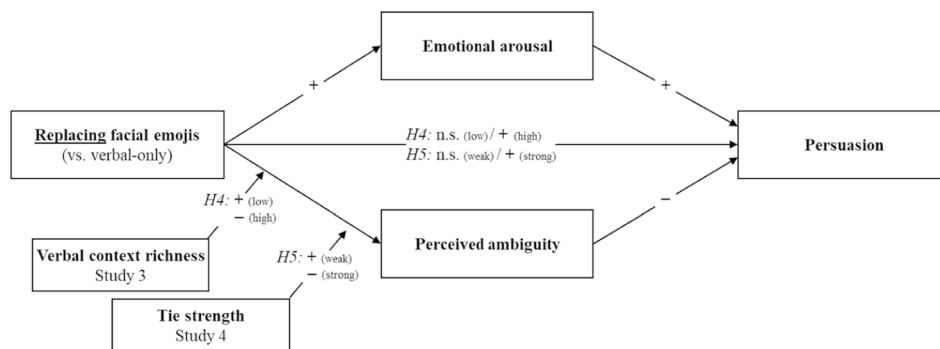 Emotional arousal
+
+
Replacing facial emojis
(vs. verbal-only)
H4: n.s. (low) / + (high)
H5: n.s. (weak) / + (strong)
Persuasion
H4: + (low)
− (high)
−
Verbal context richness
Study 3
H5: + (weak)
− (strong)
Perceived ambiguity
Tie strength
Study 4